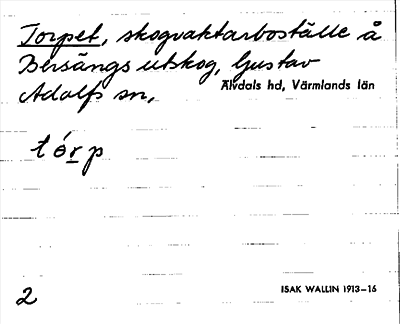 Torpet, skogvaktarboställe å
Bersängs utskog, Gustav
Adolfs sn, Älvdals hd, Värmlands län
tórp
2
ISAK WALLIN 1913–16